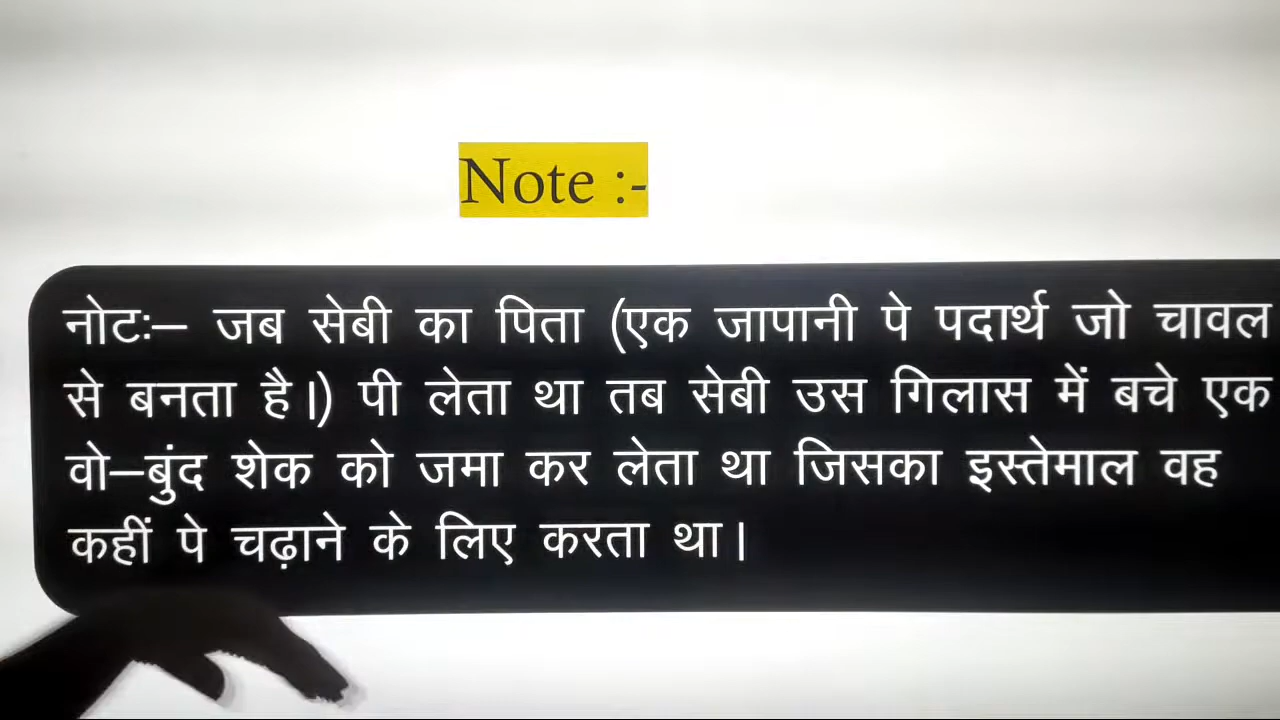 Note :-
नोटः– जब सेबी का पिता (एक जापानी पे पदार्थ जो चावल
से बनता है।) पी लेता था तब सेबी उस गिलास में बचे एक
वो–बुंद शेक को जमा कर लेता था जिसका इस्तेमाल वह
कहीं पे चढ़ाने के लिए करता था।